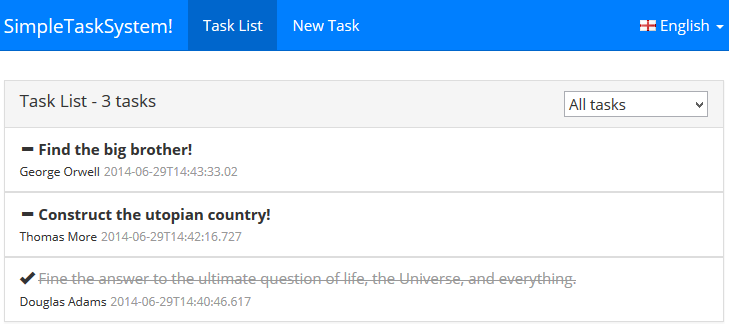 SimpleTaskSystem! Task List New Task English
Task List - 3 tasks All tasks
Find the big brother!
George Orwell 2014-06-29T14:43:33.02
Construct the utopian country!
Thomas More 2014-06-29T14:42:16.727
Fine the answer to the ultimate question of life, the Universe, and everything.
Douglas Adams 2014-06-29T14:40:46.617